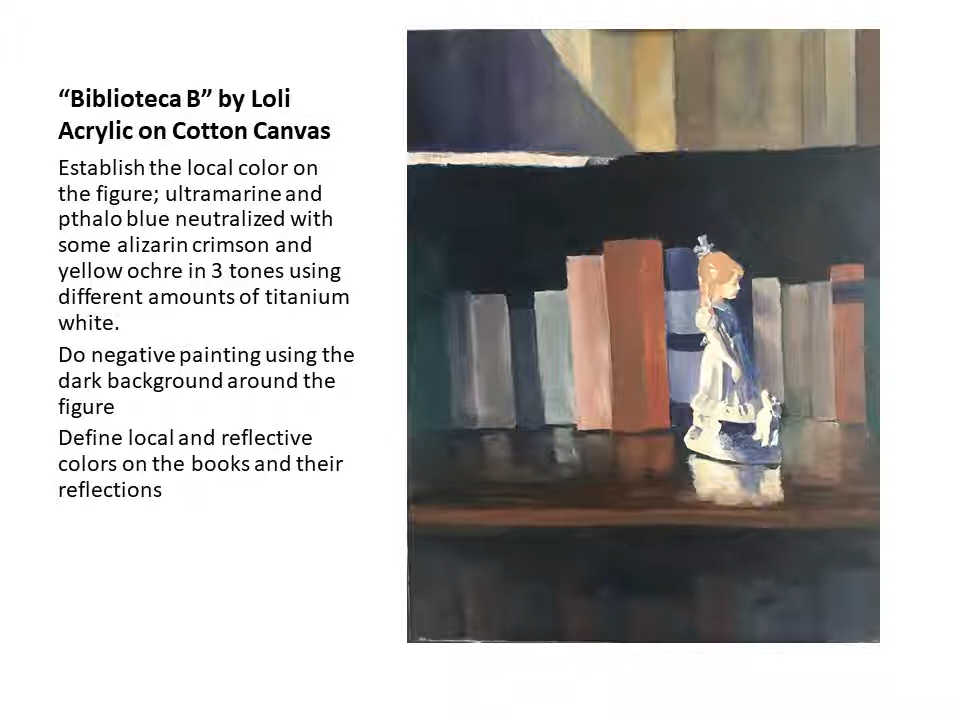 “Biblioteca B” by Loli
Acrylic on Cotton Canvas
Establish the local color on
the figure; ultramarine and
pthalo blue neutralized with
some alizarin crimson and
yellow ochre in 3 tones using
different amounts of titanium
white.
Do negative painting using the
dark background around the
figure
Define local and reflective
colors on the books and their
reflections